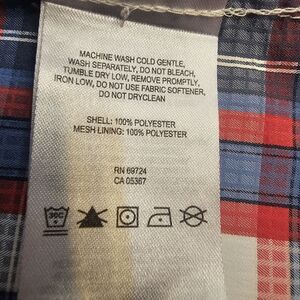 MACHINE WASH COLD GENTLE,
WASH SEPARATELY, DO NOT BLEACH,
TUMBLE DRY LOW, REMOVE PROMPTLY,
IRON LOW, DO NOT USE FABRIC SOFTENER,
DO NOT DRYCLEAN
SHELL: 100% POLYESTER
MESH LINING: 100% POLYESTER
RN 69724
CA 05367
30C